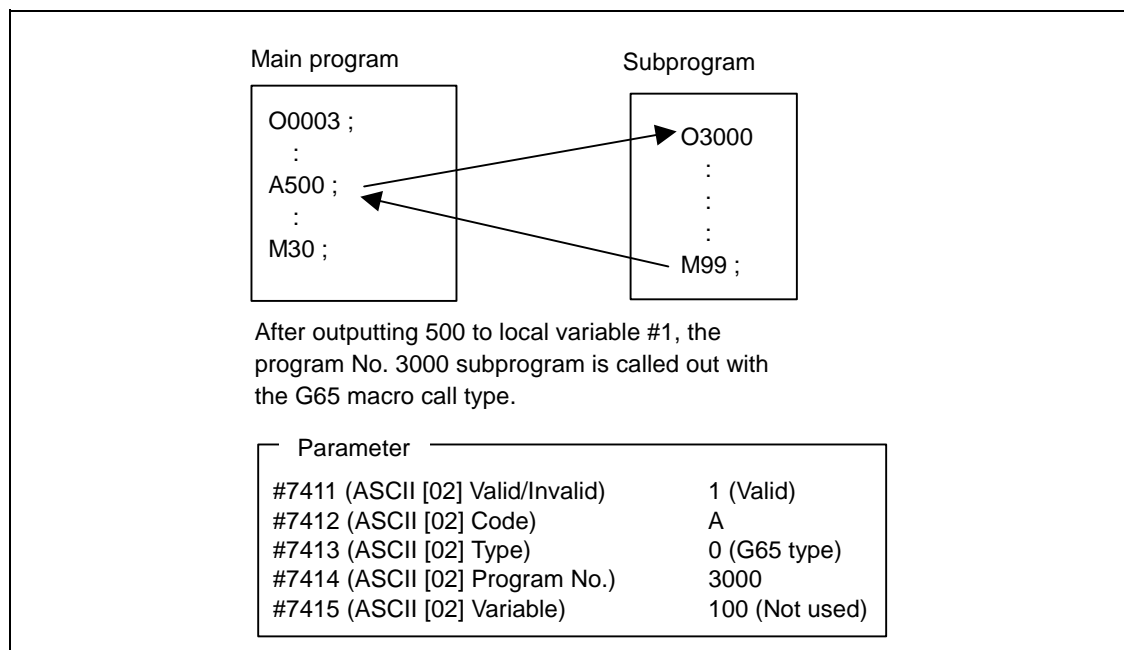 Main program
O0003 ;
:
A500 ;
:
M30 ;
Subprogram
O3000
:
:
:
M99 ;
After outputting 500 to local variable #1, the
program No. 3000 subprogram is called out with
the G65 macro call type.
Parameter
#7411 (ASCII [02] Valid/Invalid) 1 (Valid)
#7412 (ASCII [02] Code) A
#7413 (ASCII [02] Type) 0 (G65 type)
#7414 (ASCII [02] Program No.) 3000
#7415 (ASCII [02] Variable) 100 (Not used)